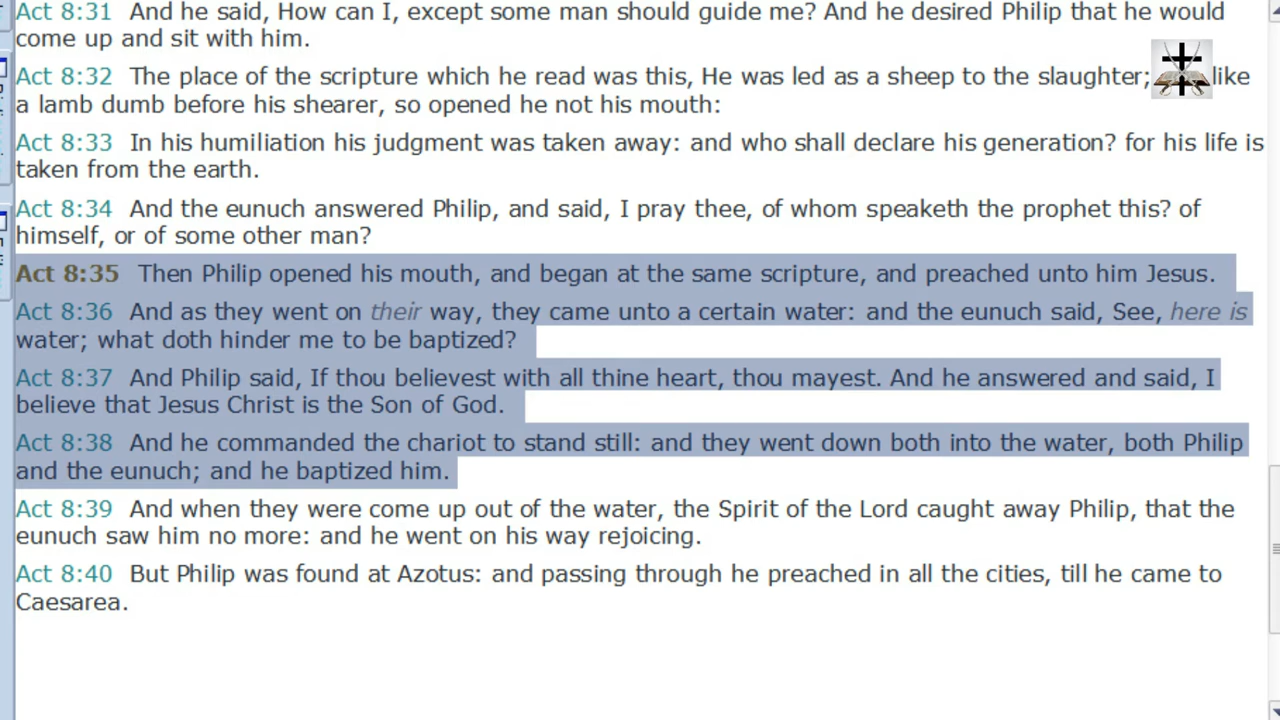 Act 8:31 And he said, How can I, except some man should guide me? And he desired Philip that he would
come up and sit with him.
Act 8:32 The place of the scripture which he read was this, He was led as a sheep to the slaughter; like
a lamb dumb before his shearer, so opened he not his mouth:
Act 8:33 In his humiliation his judgment was taken away: and who shall declare his generation? for his life is
taken from the earth.
Act 8:34 And the eunuch answered Philip, and said, I pray thee, of whom speaketh the prophet this? of
himself, or of some other man?
Act 8:35 Then Philip opened his mouth, and began at the same scripture, and preached unto him Jesus.
Act 8:36 And as they went on their way, they came unto a certain water: and the eunuch said, See, here is
water; what doth hinder me to be baptized?
Act 8:37 And Philip said, If thou believest with all thine heart, thou mayest. And he answered and said, I
believe that Jesus Christ is the Son of God.
Act 8:38 And he commanded the chariot to stand still: and they went down both into the water, both Philip
and the eunuch; and he baptized him.
Act 8:39 And when they were come up out of the water, the Spirit of the Lord caught away Philip, that the
eunuch saw him no more: and he went on his way rejoicing.
Act 8:40 But Philip was found at Azotus: and passing through he preached in all the cities, till he came to
Caesarea.